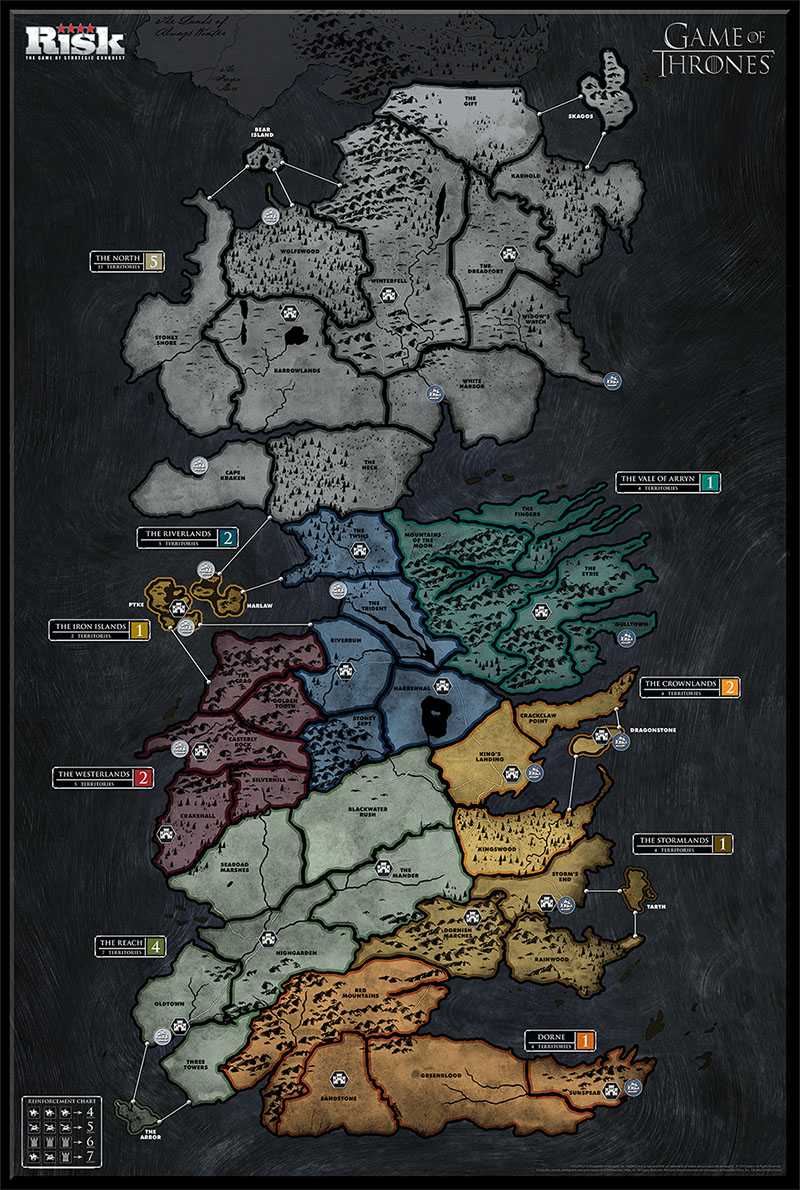 The Lands of
Always Winter
RISK
THE GAME OF STRATEGIC CONQUEST
GAME OF
THRONES
THE
GIFT
SKAGOS
BEAR
ISLAND
KARHOLD
THE NORTH 5
11 TERRITORIES
WOLFSWOOD
THE
DREADFORT
WINTERFELL
WIDOW'S
WATCH
STONEY
SHORE
BARROWLANDS
WHITE
HARBOR
CAPE
KRAKEN
THE
NECK
THE VALE OF ARRYN 1
4 TERRITORIES
THE
FINGERS
THE RIVERLANDS 2
5 TERRITORIES
THE
TWINS
MOUNTAINS
OF THE
MOON
THE
EYRIE
PYKE
HARLAW
THE
TRIDENT
GULLTOWN
THE IRON ISLANDS 1
2 TERRITORIES
RIVERRUN
THE
CRAG
HARRENHAL
THE CROWNLANDS 2
4 TERRITORIES
GOLDEN
TOOTH
CRACKCLAW
POINT
STONEY
SEPT
DRAGONSTONE
CASTERLY
ROCK
KING'S
LANDING
THE WESTERLANDS 2
5 TERRITORIES
SILVERHILL
CRAKEHALL
BLACKWATER
RUSH
THE STORMLANDS 1
4 TERRITORIES
KINGSWOOD
SEAROAD
MARSHES
THE
MANDER
STORM'S
END
TARTH
DORNISH
MARCHES
THE REACH 4
7 TERRITORIES
HIGHGARDEN
RAINWOOD
RED
MOUNTAINS
OLDTOWN
DORNE 1
4 TERRITORIES
THREE
TOWERS
GREENBLOOD
SUNSPEAR
SANDSTONE
THE
ARBOR
REINFORCEMENT CHART
4
5
6
7